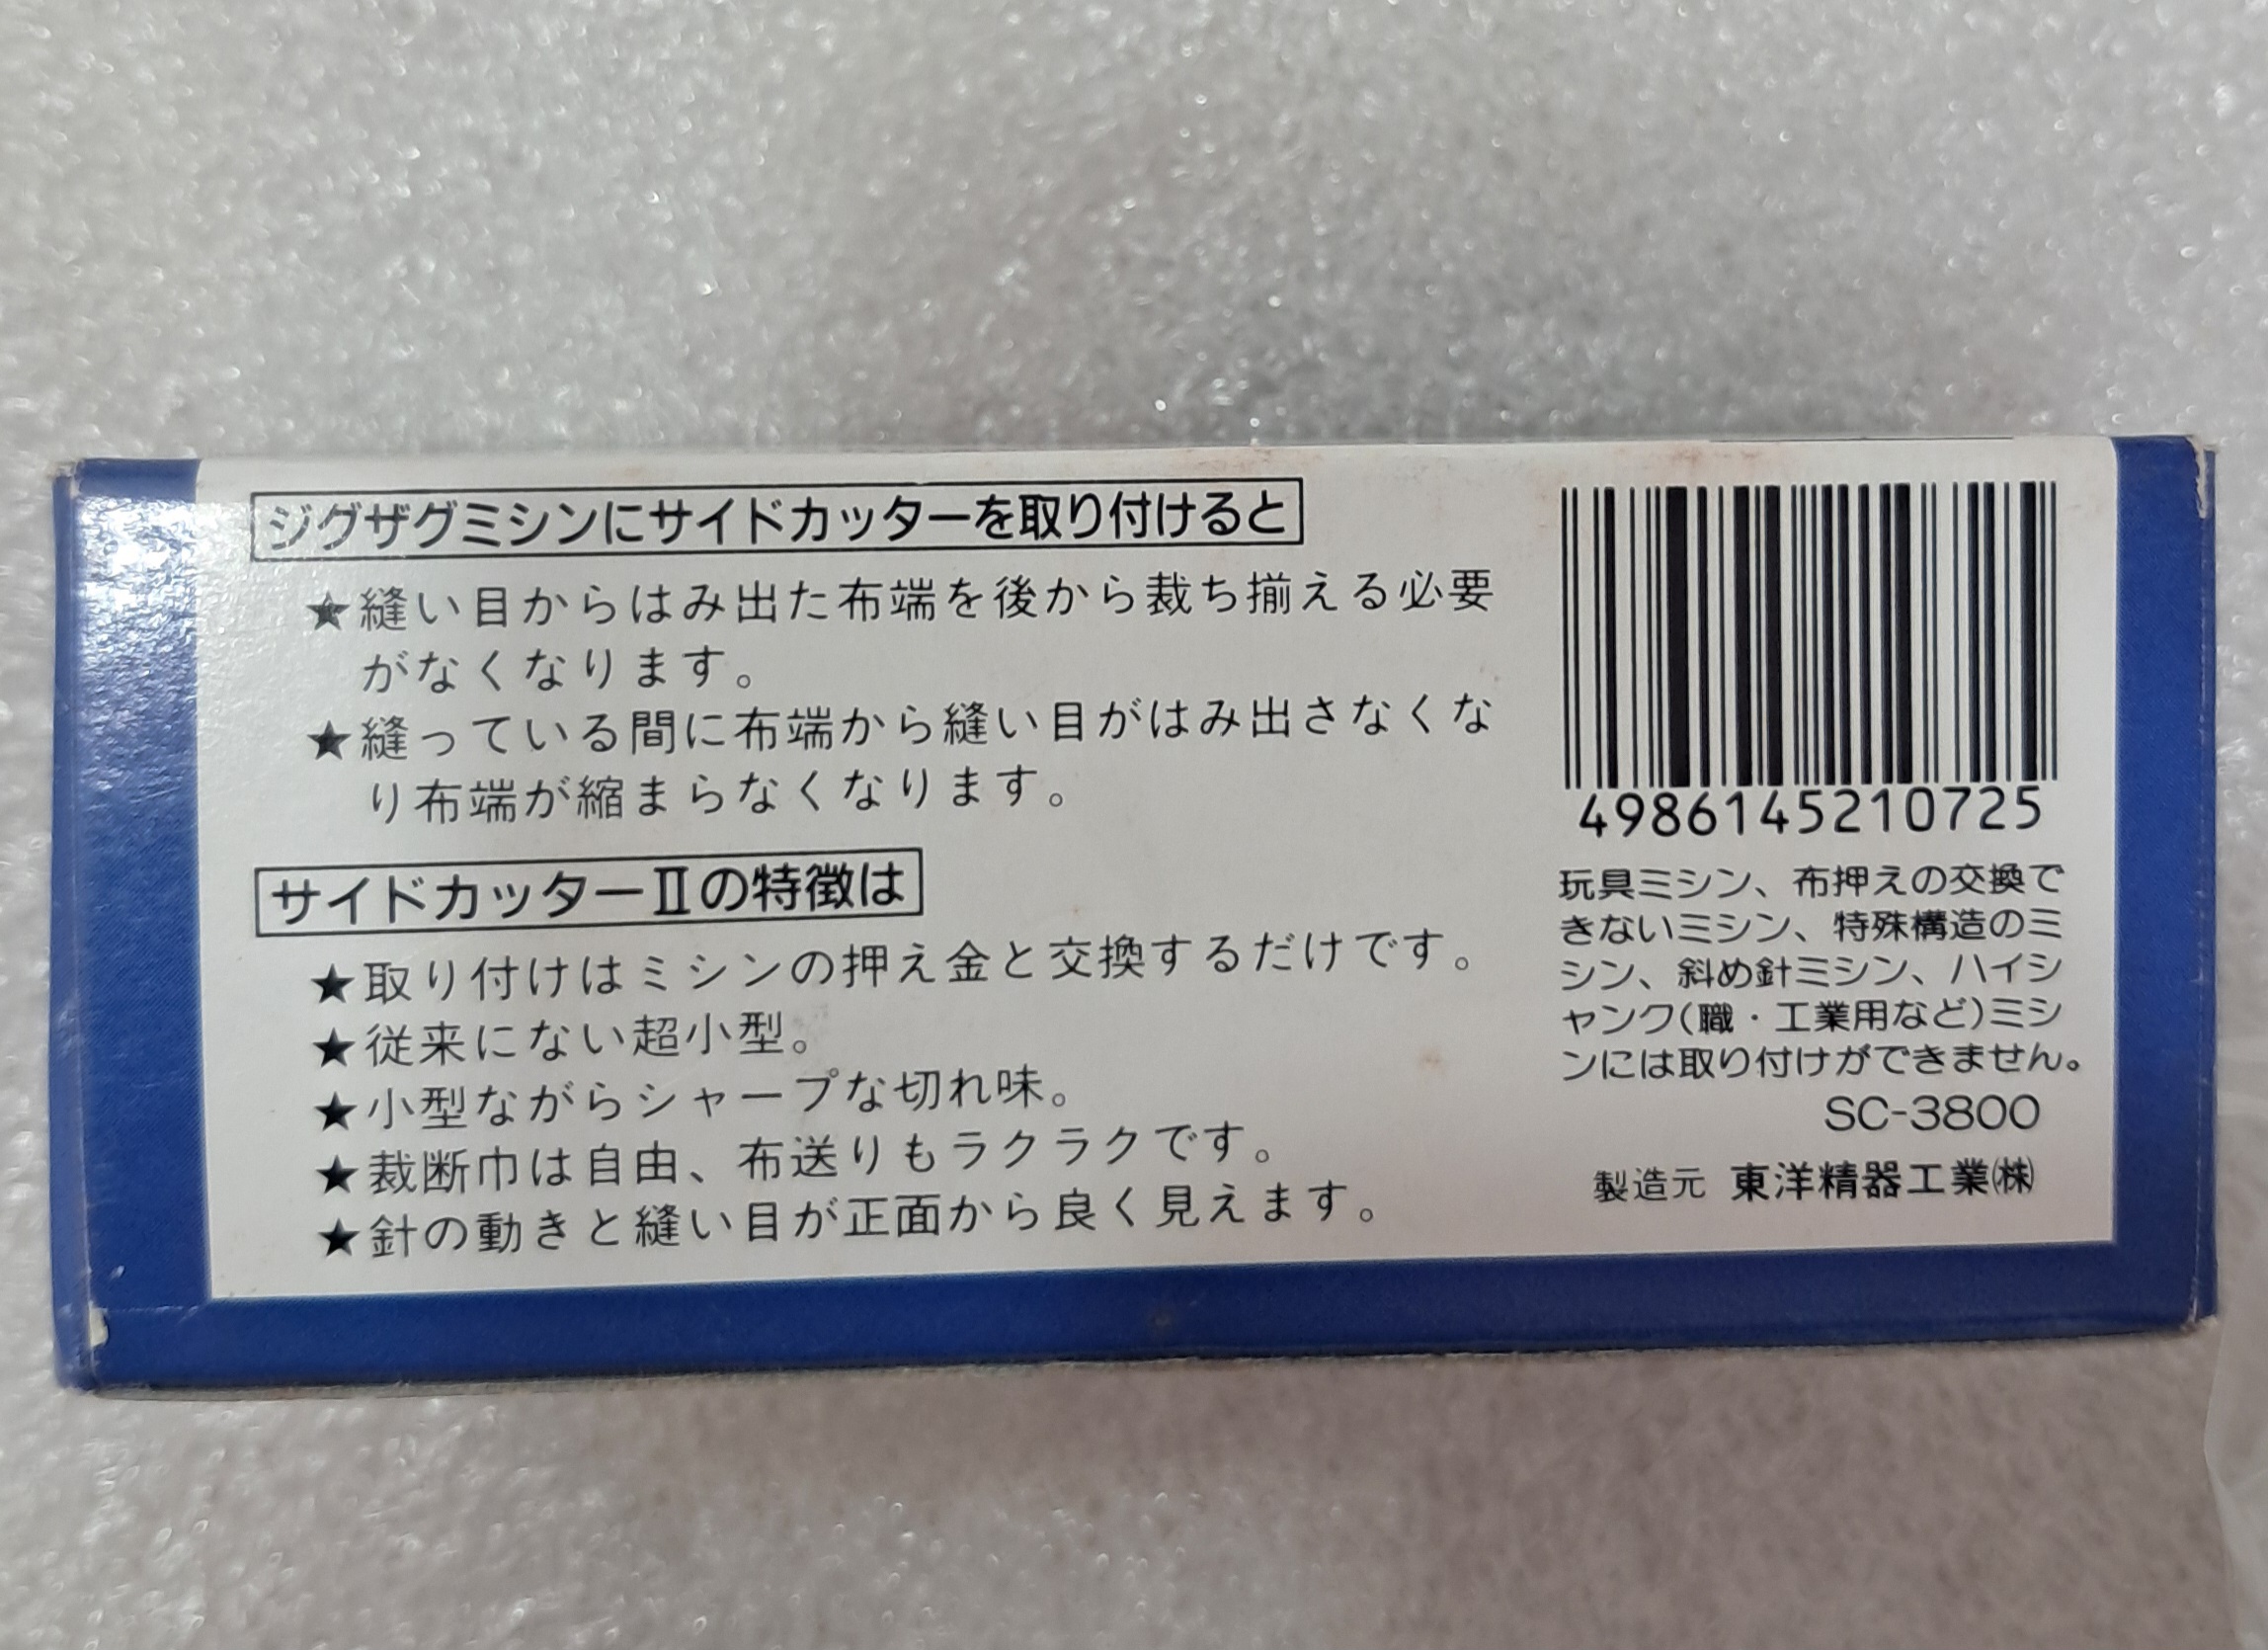 ジグザグミシンにサイドカッターを取り付けると
★縫い目からはみ出た布端を後から裁ち揃える必要
がなくなります。
★縫っている間に布端から縫い目がはみ出さなくな
り布端が縮まらなくなります。
サイドカッターⅡの特徴は
★取り付けはミシンの押え金と交換するだけです。
★従来にない超小型。
★小型ながらシャープな切れ味。
★裁断巾は自由、布送りもラクラクです。
★針の動きと縫い目が正面から良く見えます。
4986145210725
玩具ミシン、布押えの交換で
きないミシン、特殊構造のミ
シン、斜め針ミシン、ハイシ
ャンク(職・工業用など)ミシ
ンには取り付けができません。
SC-3800
製造元 東洋精器工業㈱